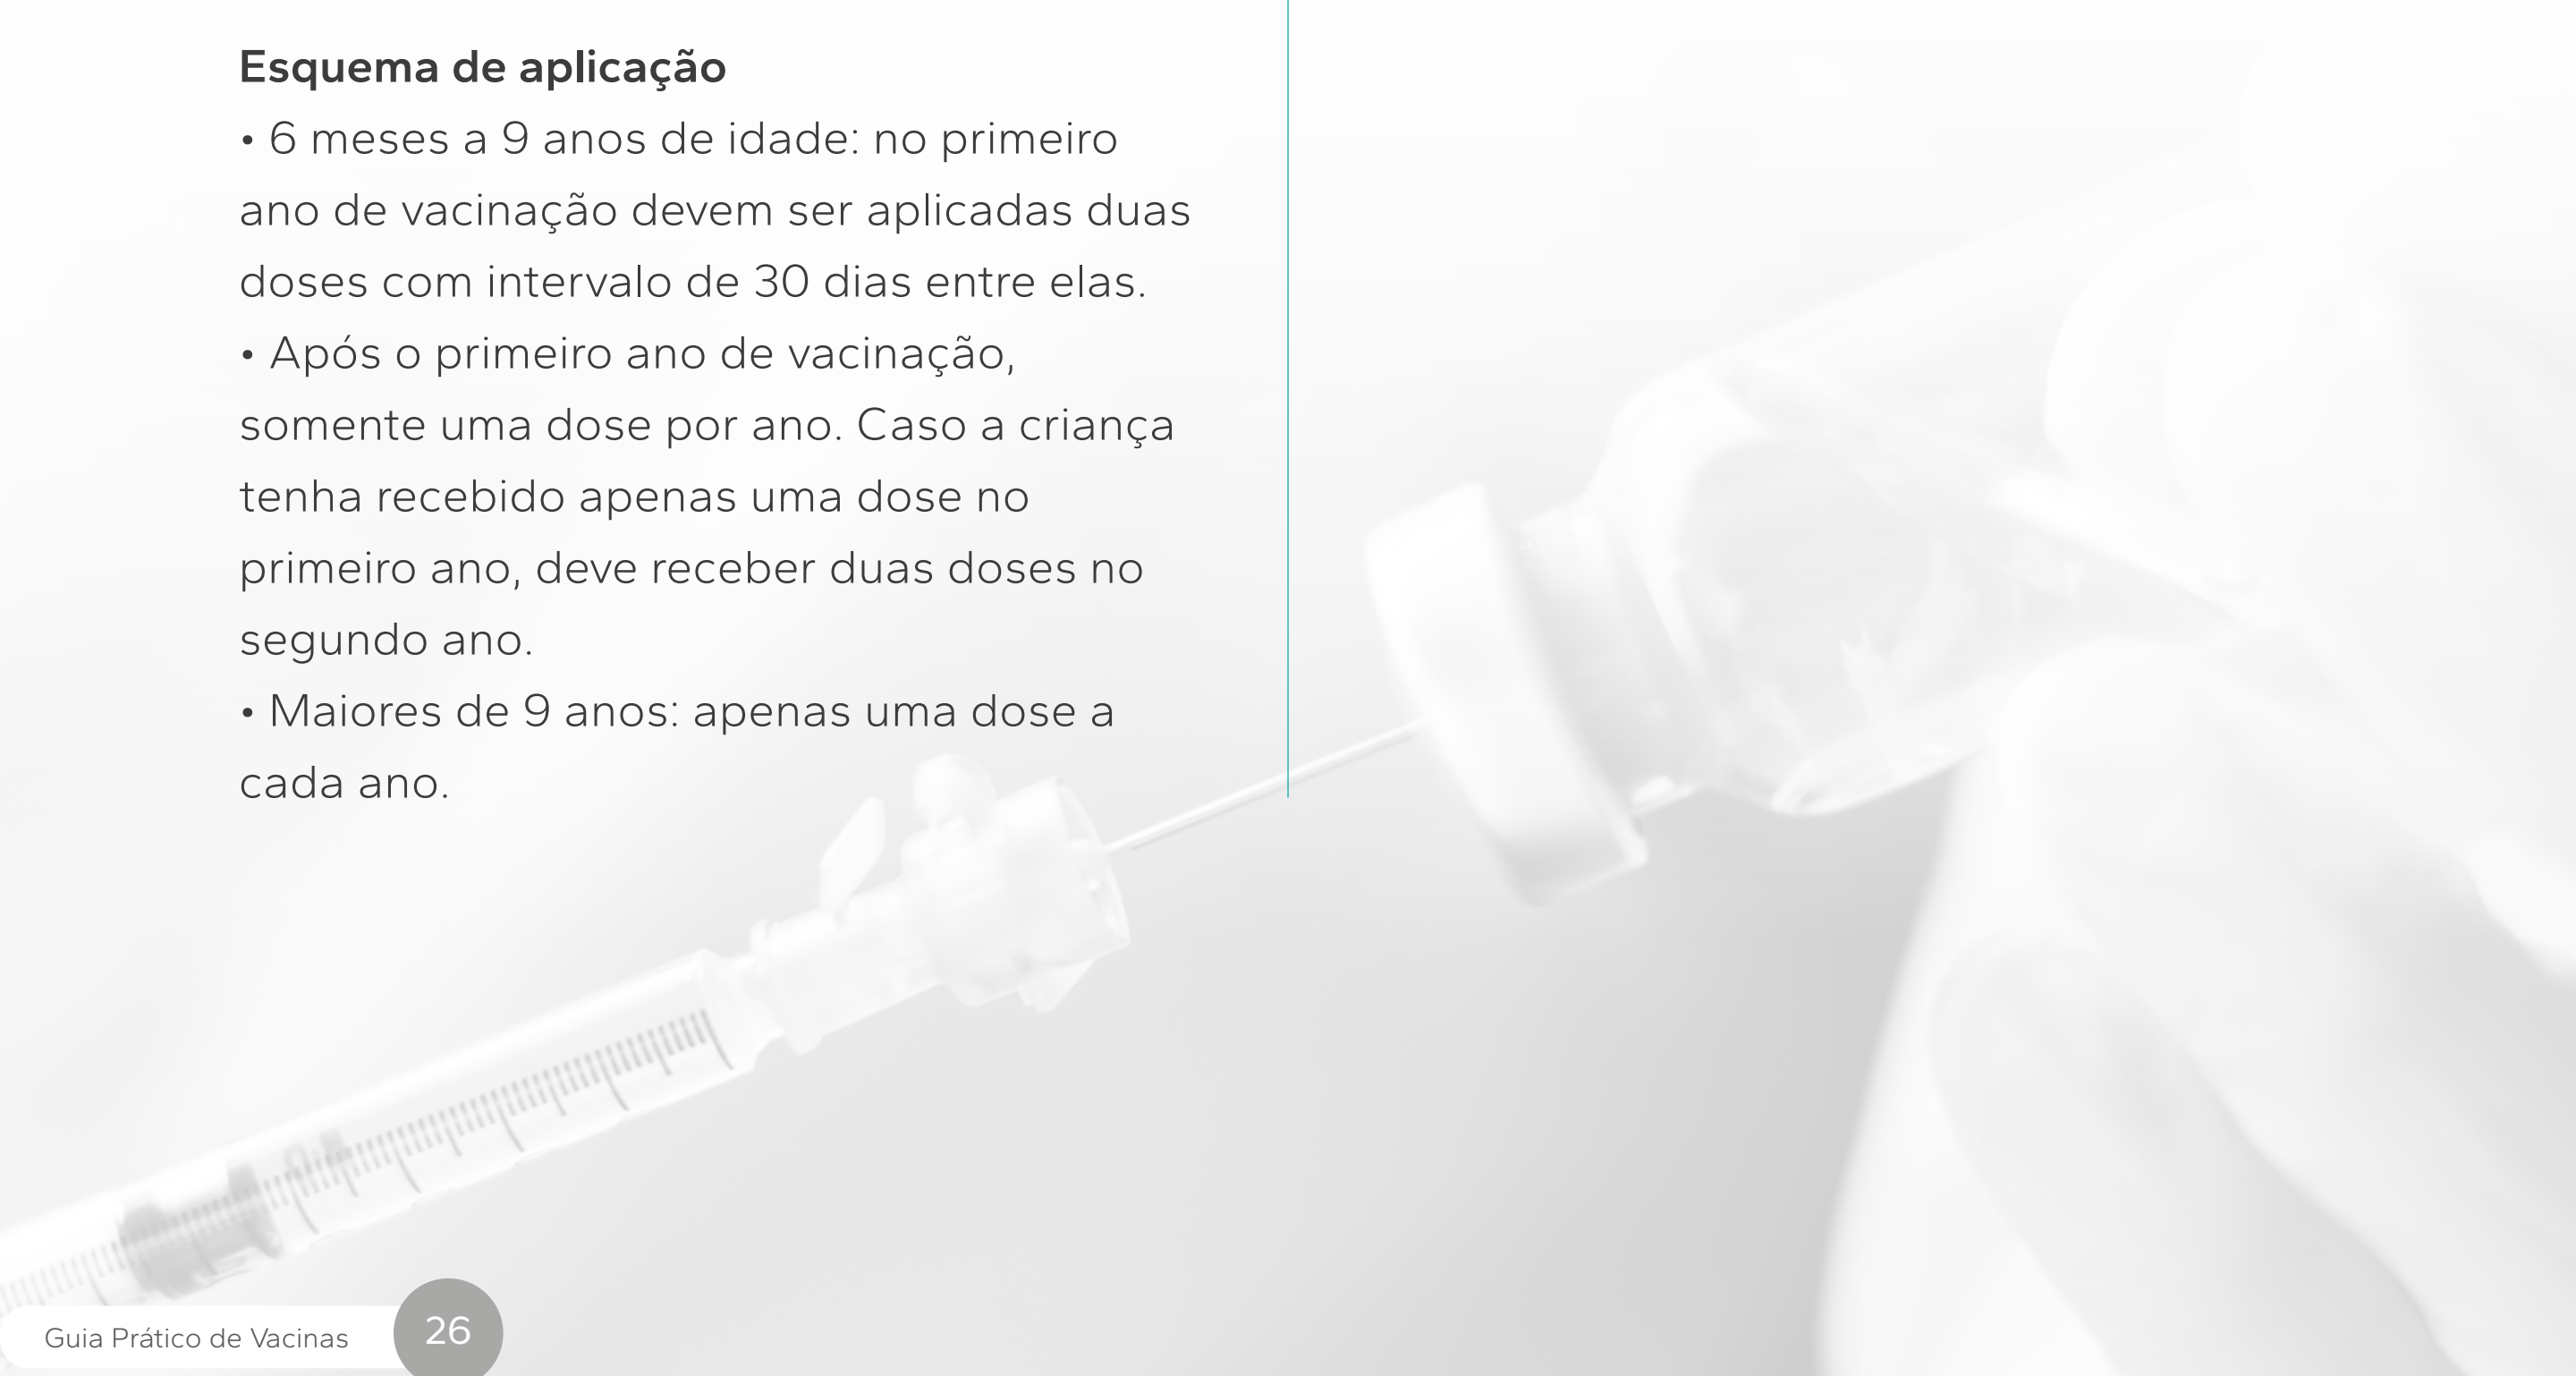 Esquema de aplicação
• 6 meses a 9 anos de idade: no primeiro
ano de vacinação devem ser aplicadas duas
doses com intervalo de 30 dias entre elas.
• Após o primeiro ano de vacinação,
somente uma dose por ano. Caso a criança
tenha recebido apenas uma dose no
primeiro ano, deve receber duas doses no
segundo ano.
• Maiores de 9 anos: apenas uma dose a
cada ano.
Guia Prático de Vacinas
26